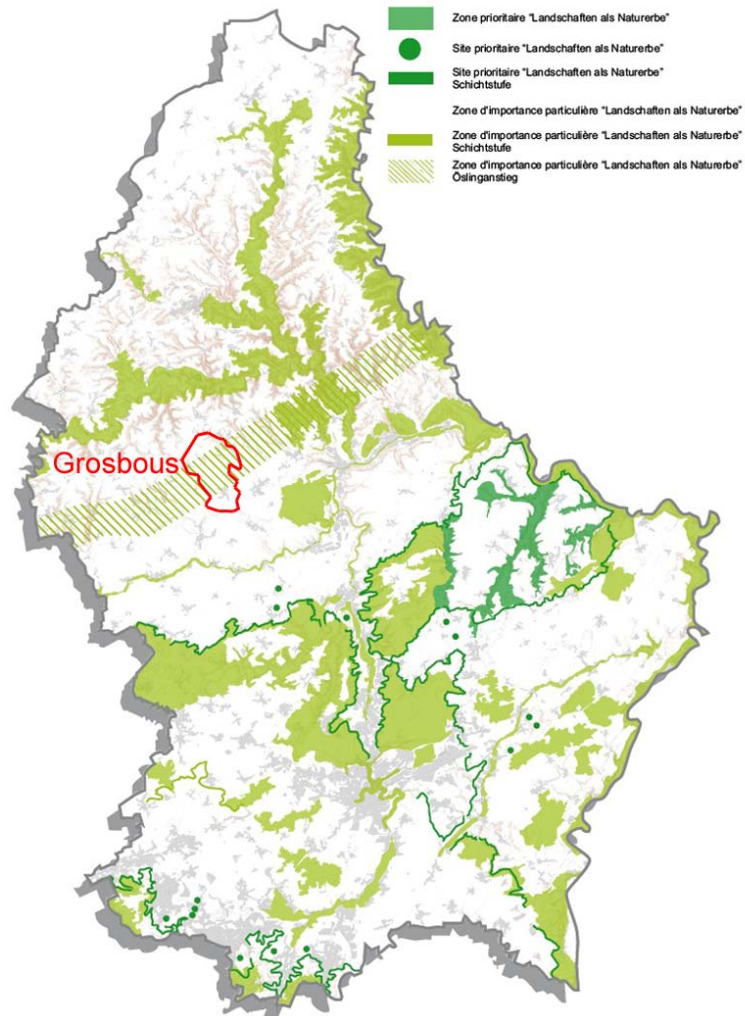 Zone prioritaire "Landschaften als Naturerbe"
Site prioritaire "Landschaften als Naturerbe"
Site prioritaire "Landschaften als Naturerbe"
Schichtstufe
Zone d'importance particulière "Landschaften als Naturerbe"
Zone d'importance particulière "Landschaften als Naturerbe"
Schichtstufe
Zone d'importance particulière "Landschaften als Naturerbe"
Öslinganstieg
Grosbous